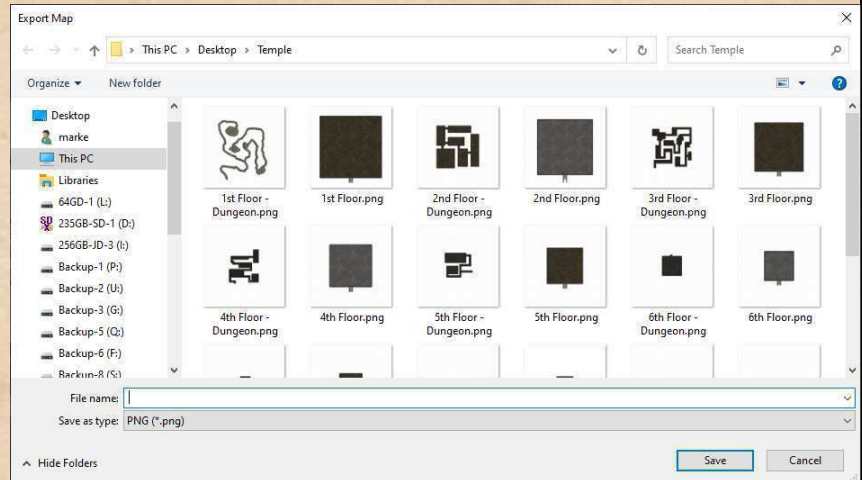 Export Map
This PC > Desktop > Temple
Search Temple
Organize
New folder
Desktop
marke
This PC
Libraries
64GD-1 (L:)
235GB-SD-1 (D:)
256GB-JD-3 (I:)
Backup-1 (P:)
Backup-2 (U:)
Backup-3 (G:)
Backup-5 (Q:)
Backup-6 (F:)
Backup-8 (S:)
1st Floor -
Dungeon.png
1st Floor.png
2nd Floor -
Dungeon.png
2nd Floor.png
3rd Floor -
Dungeon.png
3rd Floor.png
4th Floor -
Dungeon.png
4th Floor.png
5th Floor -
Dungeon.png
5th Floor.png
6th Floor -
Dungeon.png
6th Floor.png
File name:
Save as type: PNG (*.png)
Hide Folders
Save
Cancel